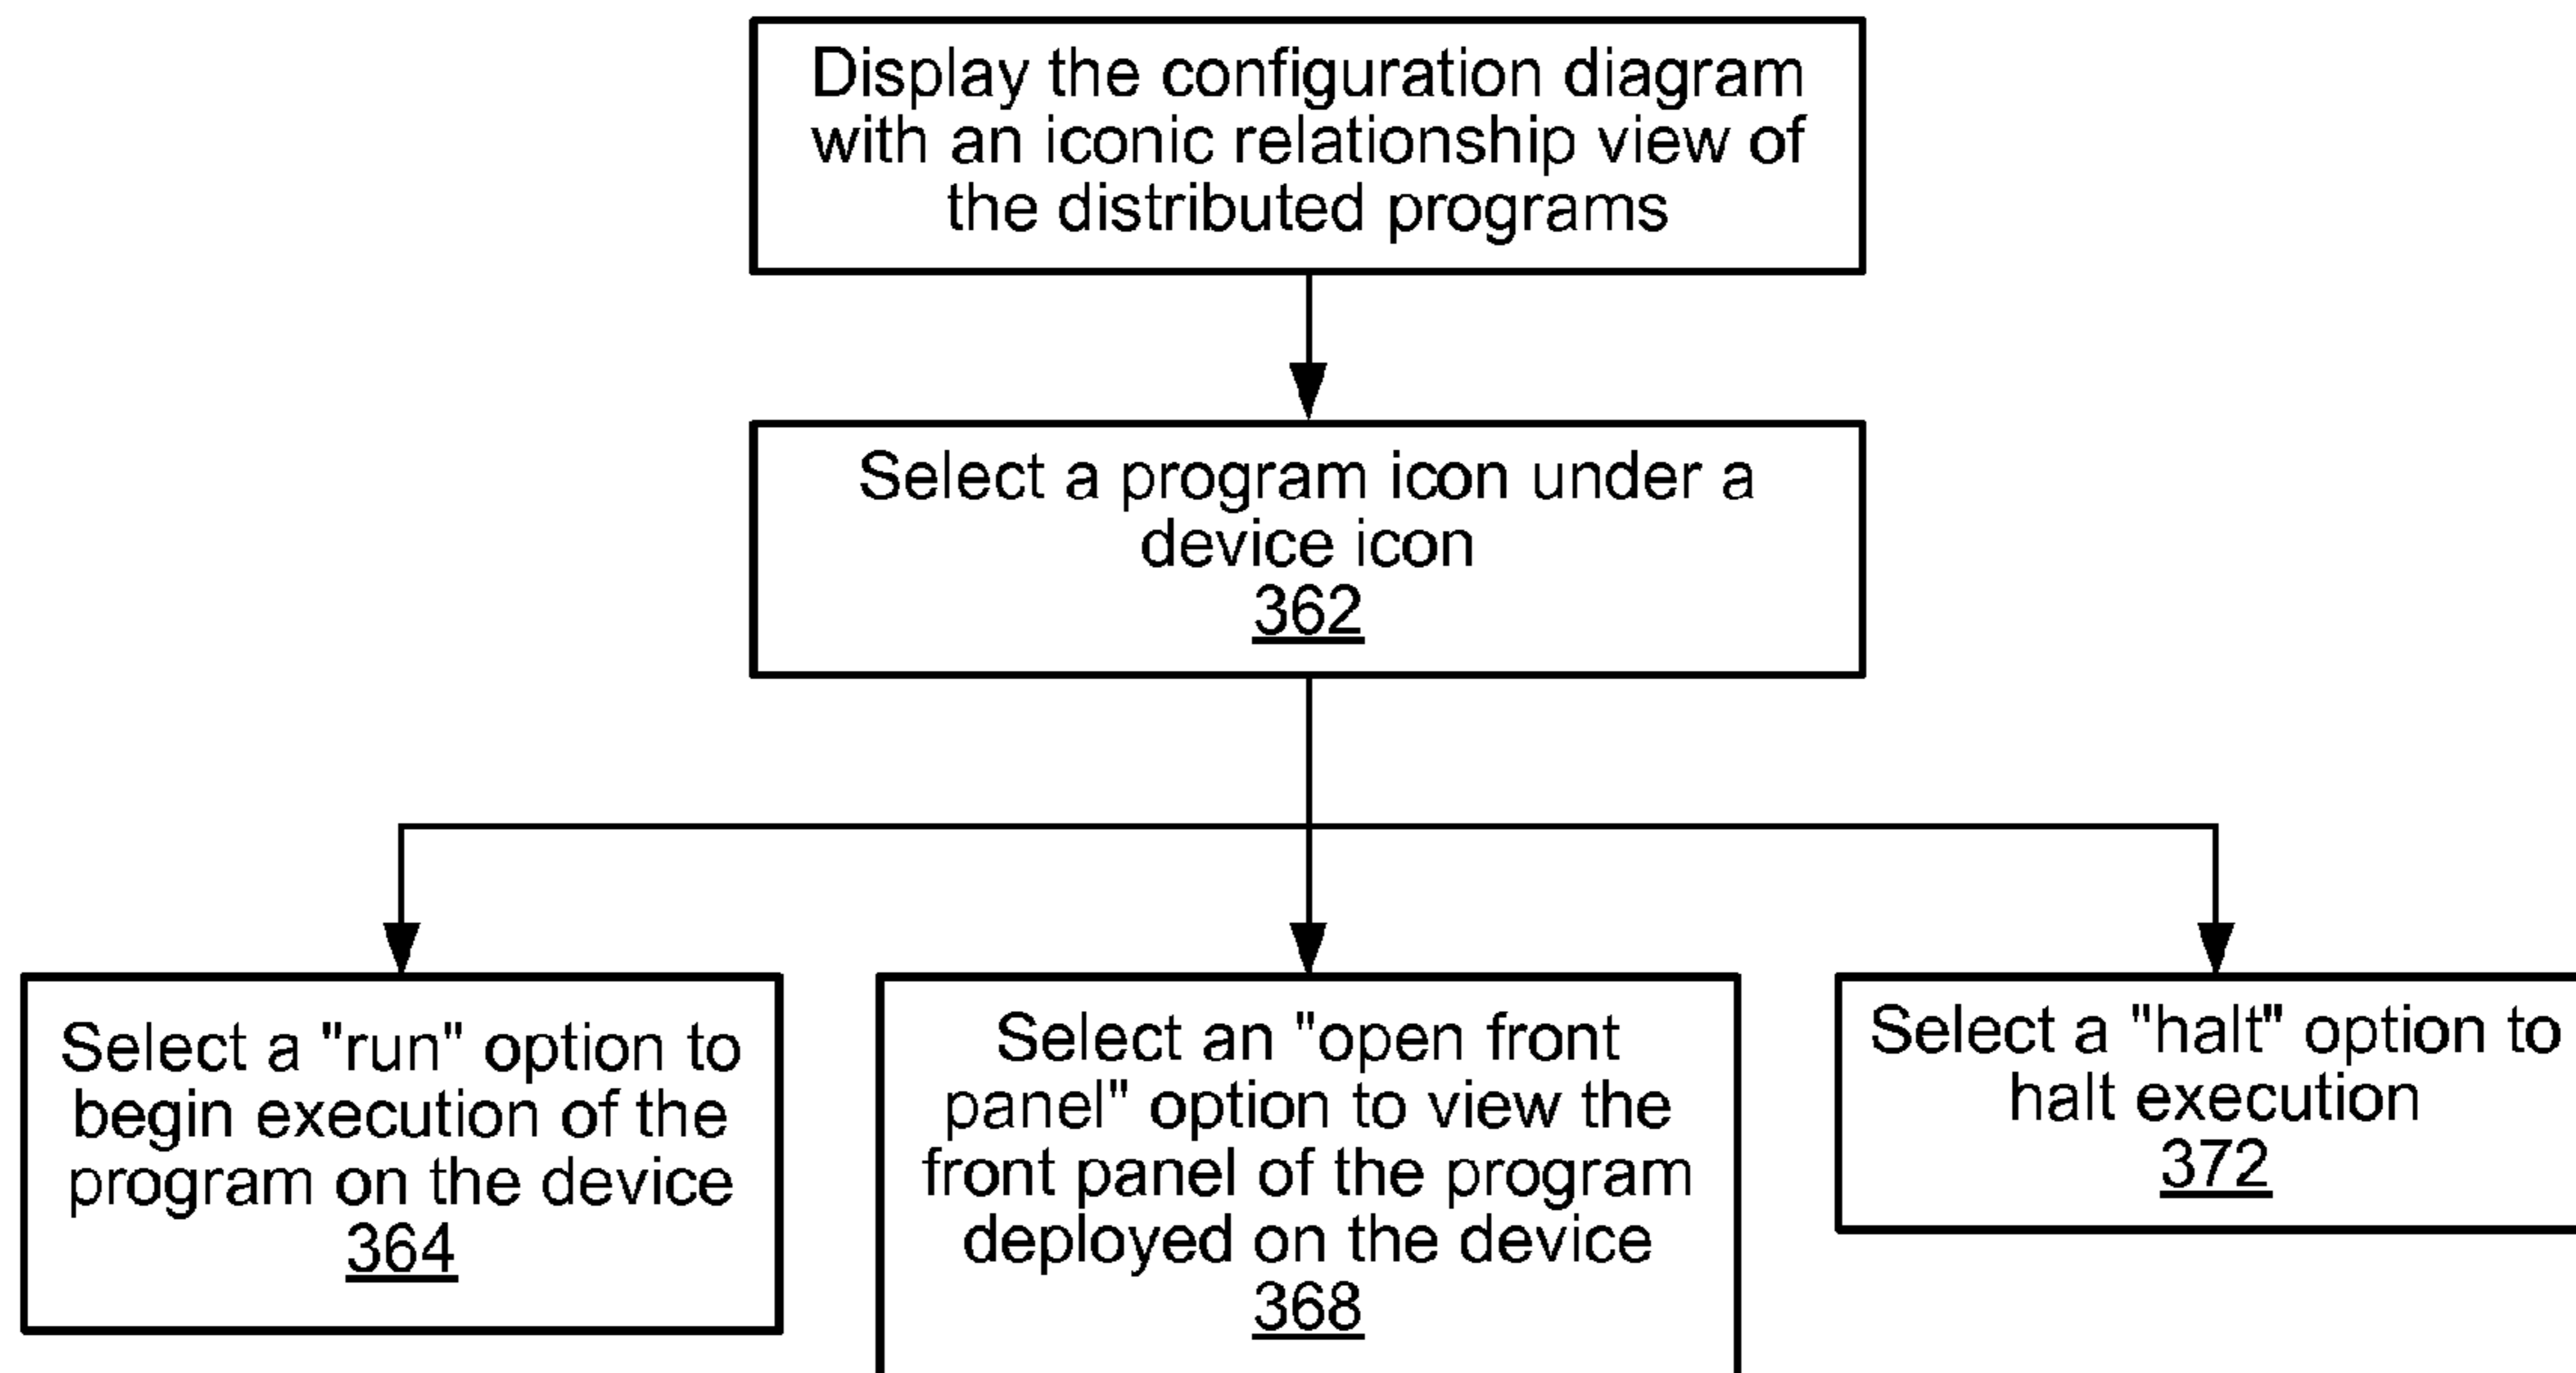 Display the configuration diagram
with an iconic relationship view of
the distributed programs
Select a program icon under a
device icon
362
Select a "run" option to
begin execution of the
program on the device
364
Select an "open front
panel" option to view the
front panel of the program
deployed on the device
368
Select a "halt" option to
halt execution
372